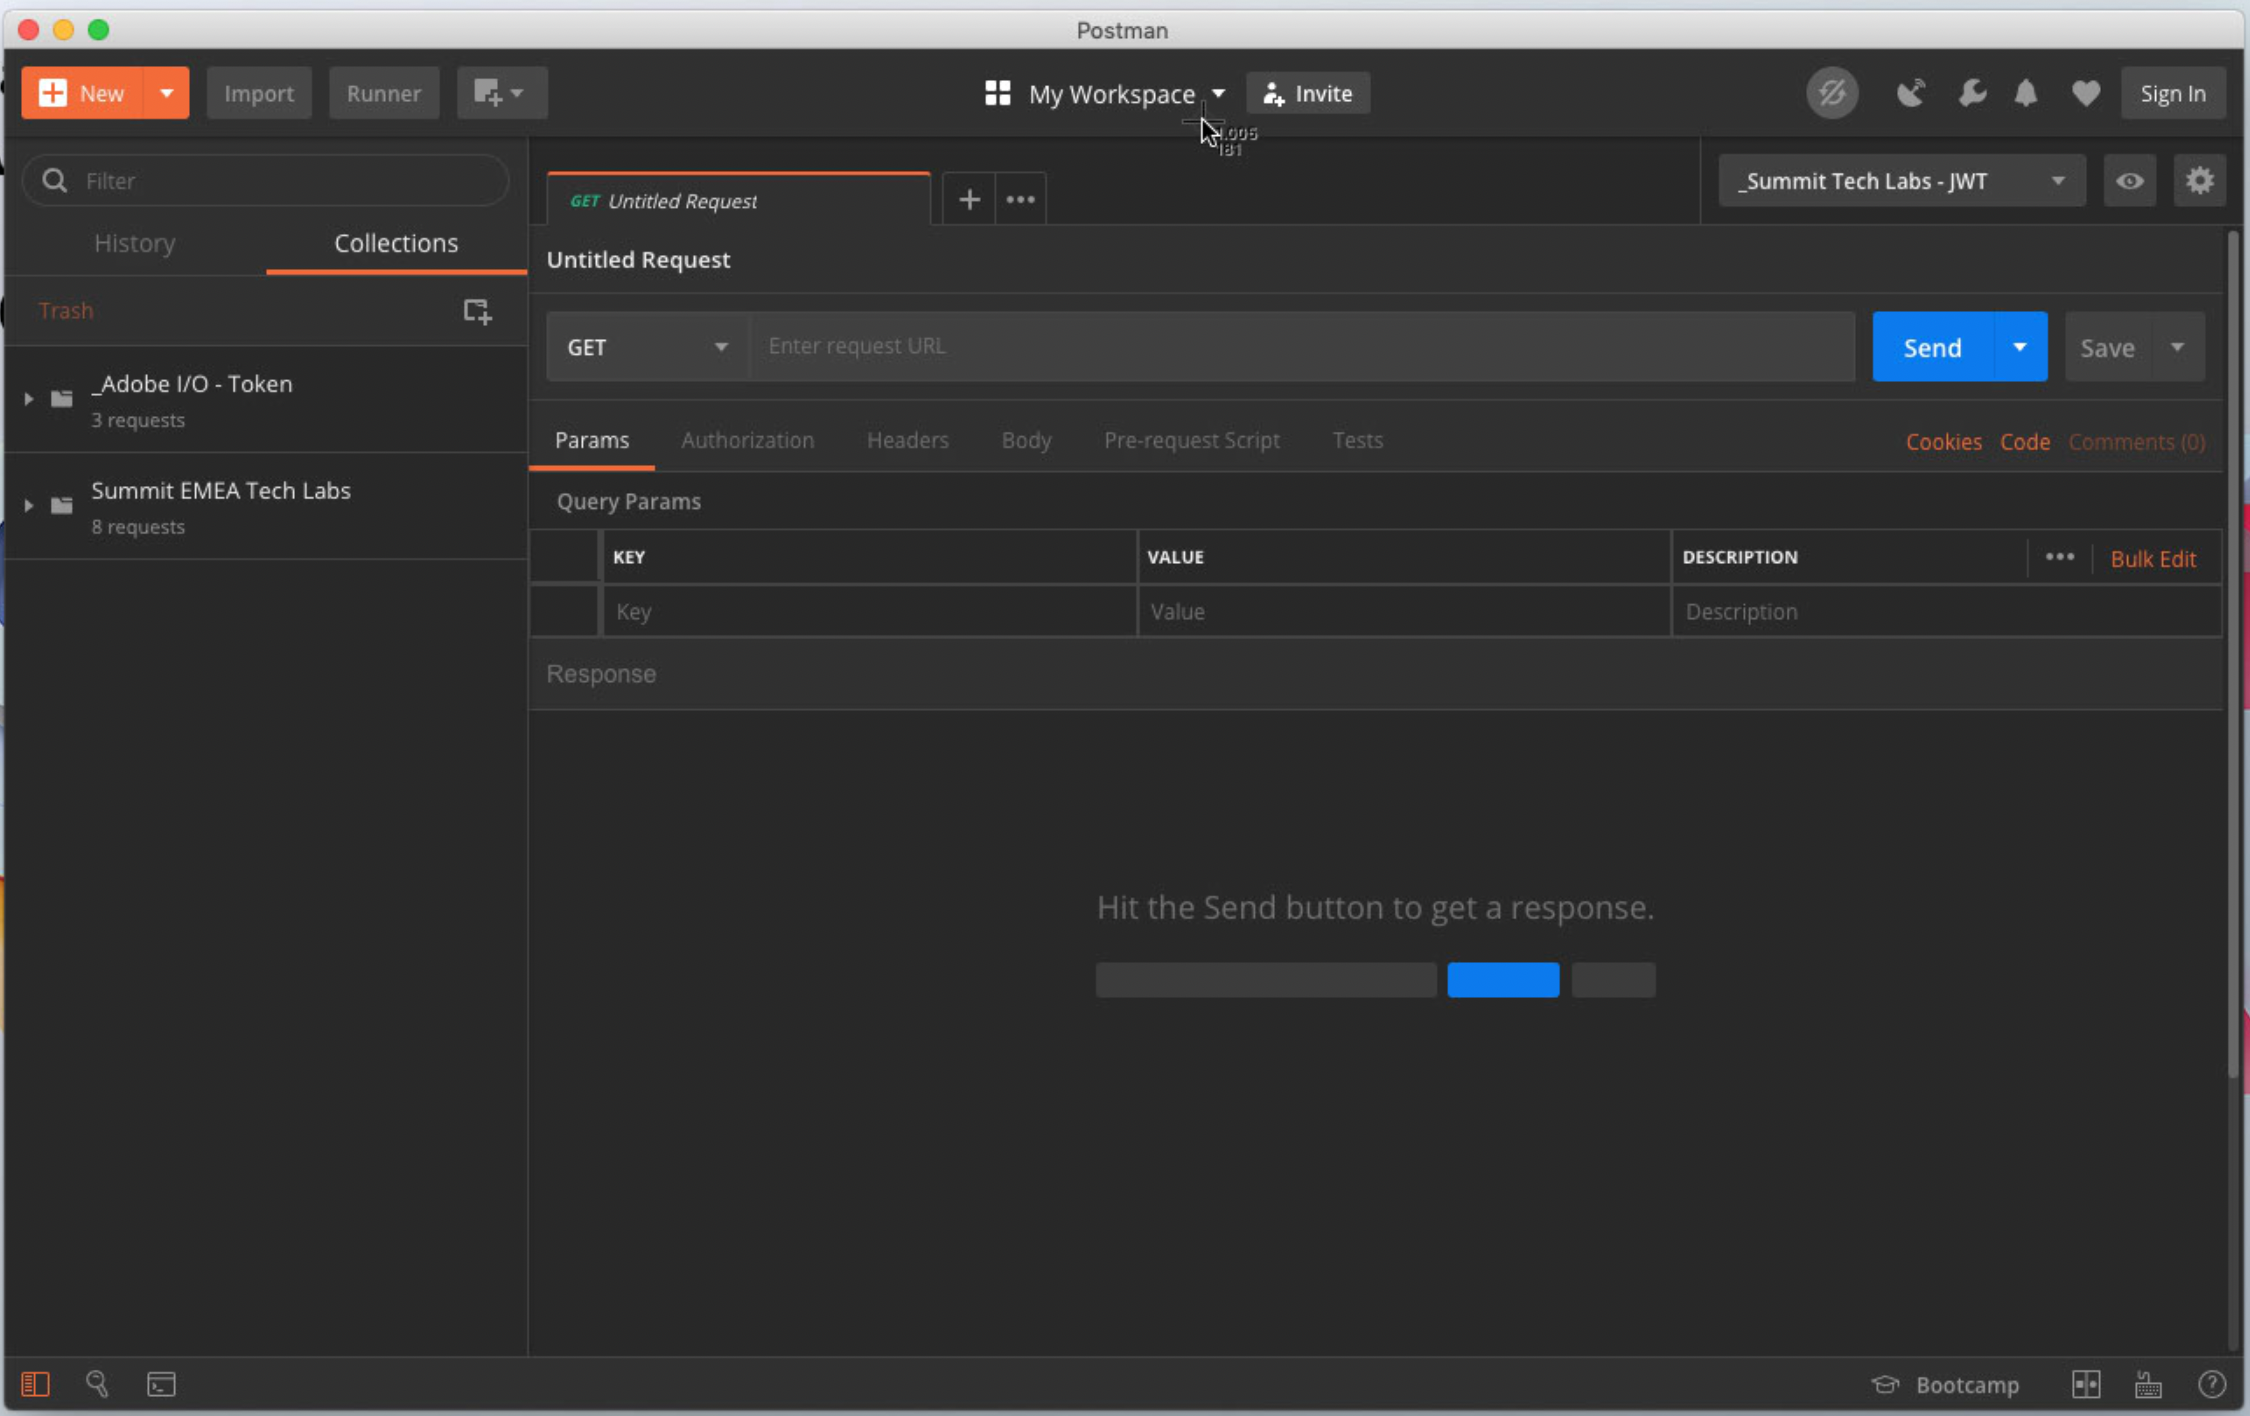 Postman
New
Import
Runner
My Workspace
Invite
Sign In
Filter
History
Collections
Trash
_Adobe I/O - Token
3 requests
Summit EMEA Tech Labs
8 requests
GET Untitled Request
_Summit Tech Labs - JWT
Untitled Request
GET
Enter request URL
Send
Save
Params
Authorization
Headers
Body
Pre-request Script
Tests
Cookies
Code
Comments (0)
Query Params
KEY
VALUE
DESCRIPTION
Bulk Edit
Key
Value
Description
Response
Hit the Send button to get a response.
Bootcamp